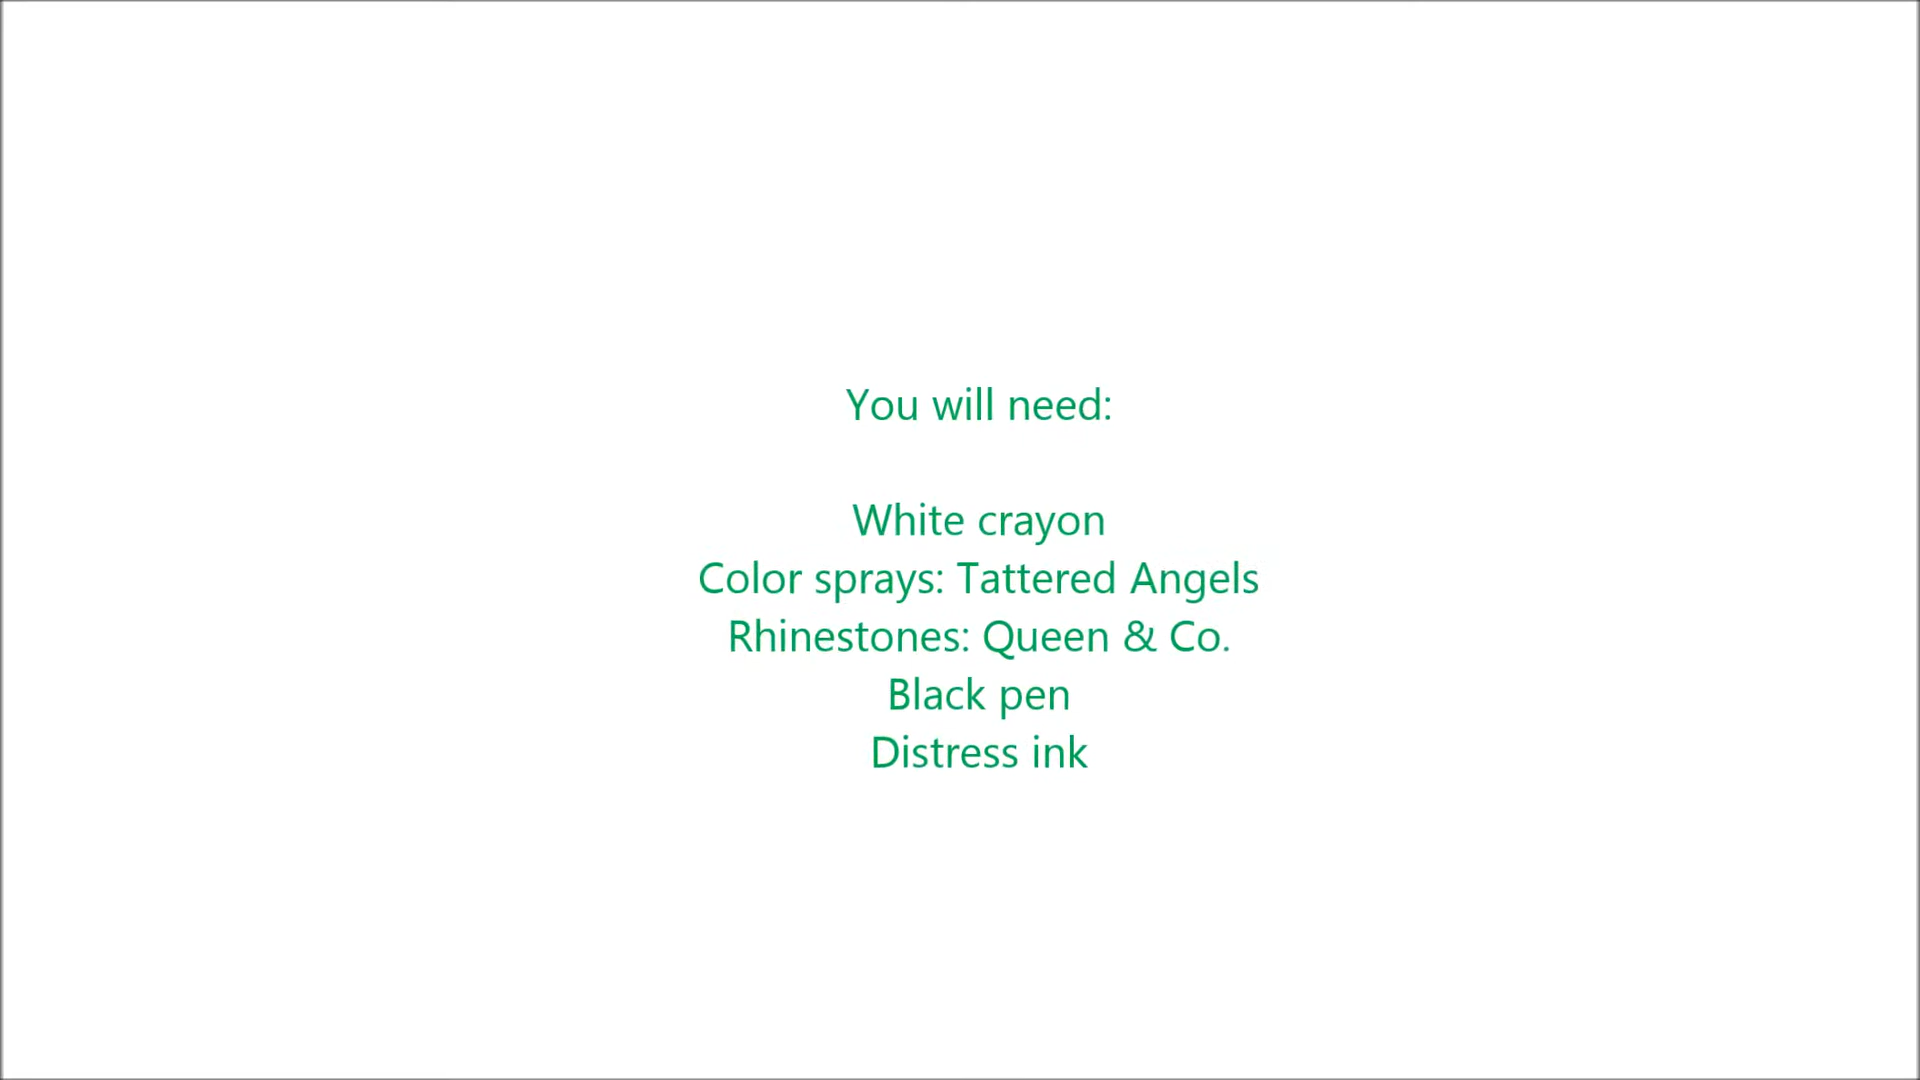 You will need:
White crayon
Color sprays: Tattered Angels
Rhinestones: Queen & Co.
Black pen
Distress ink